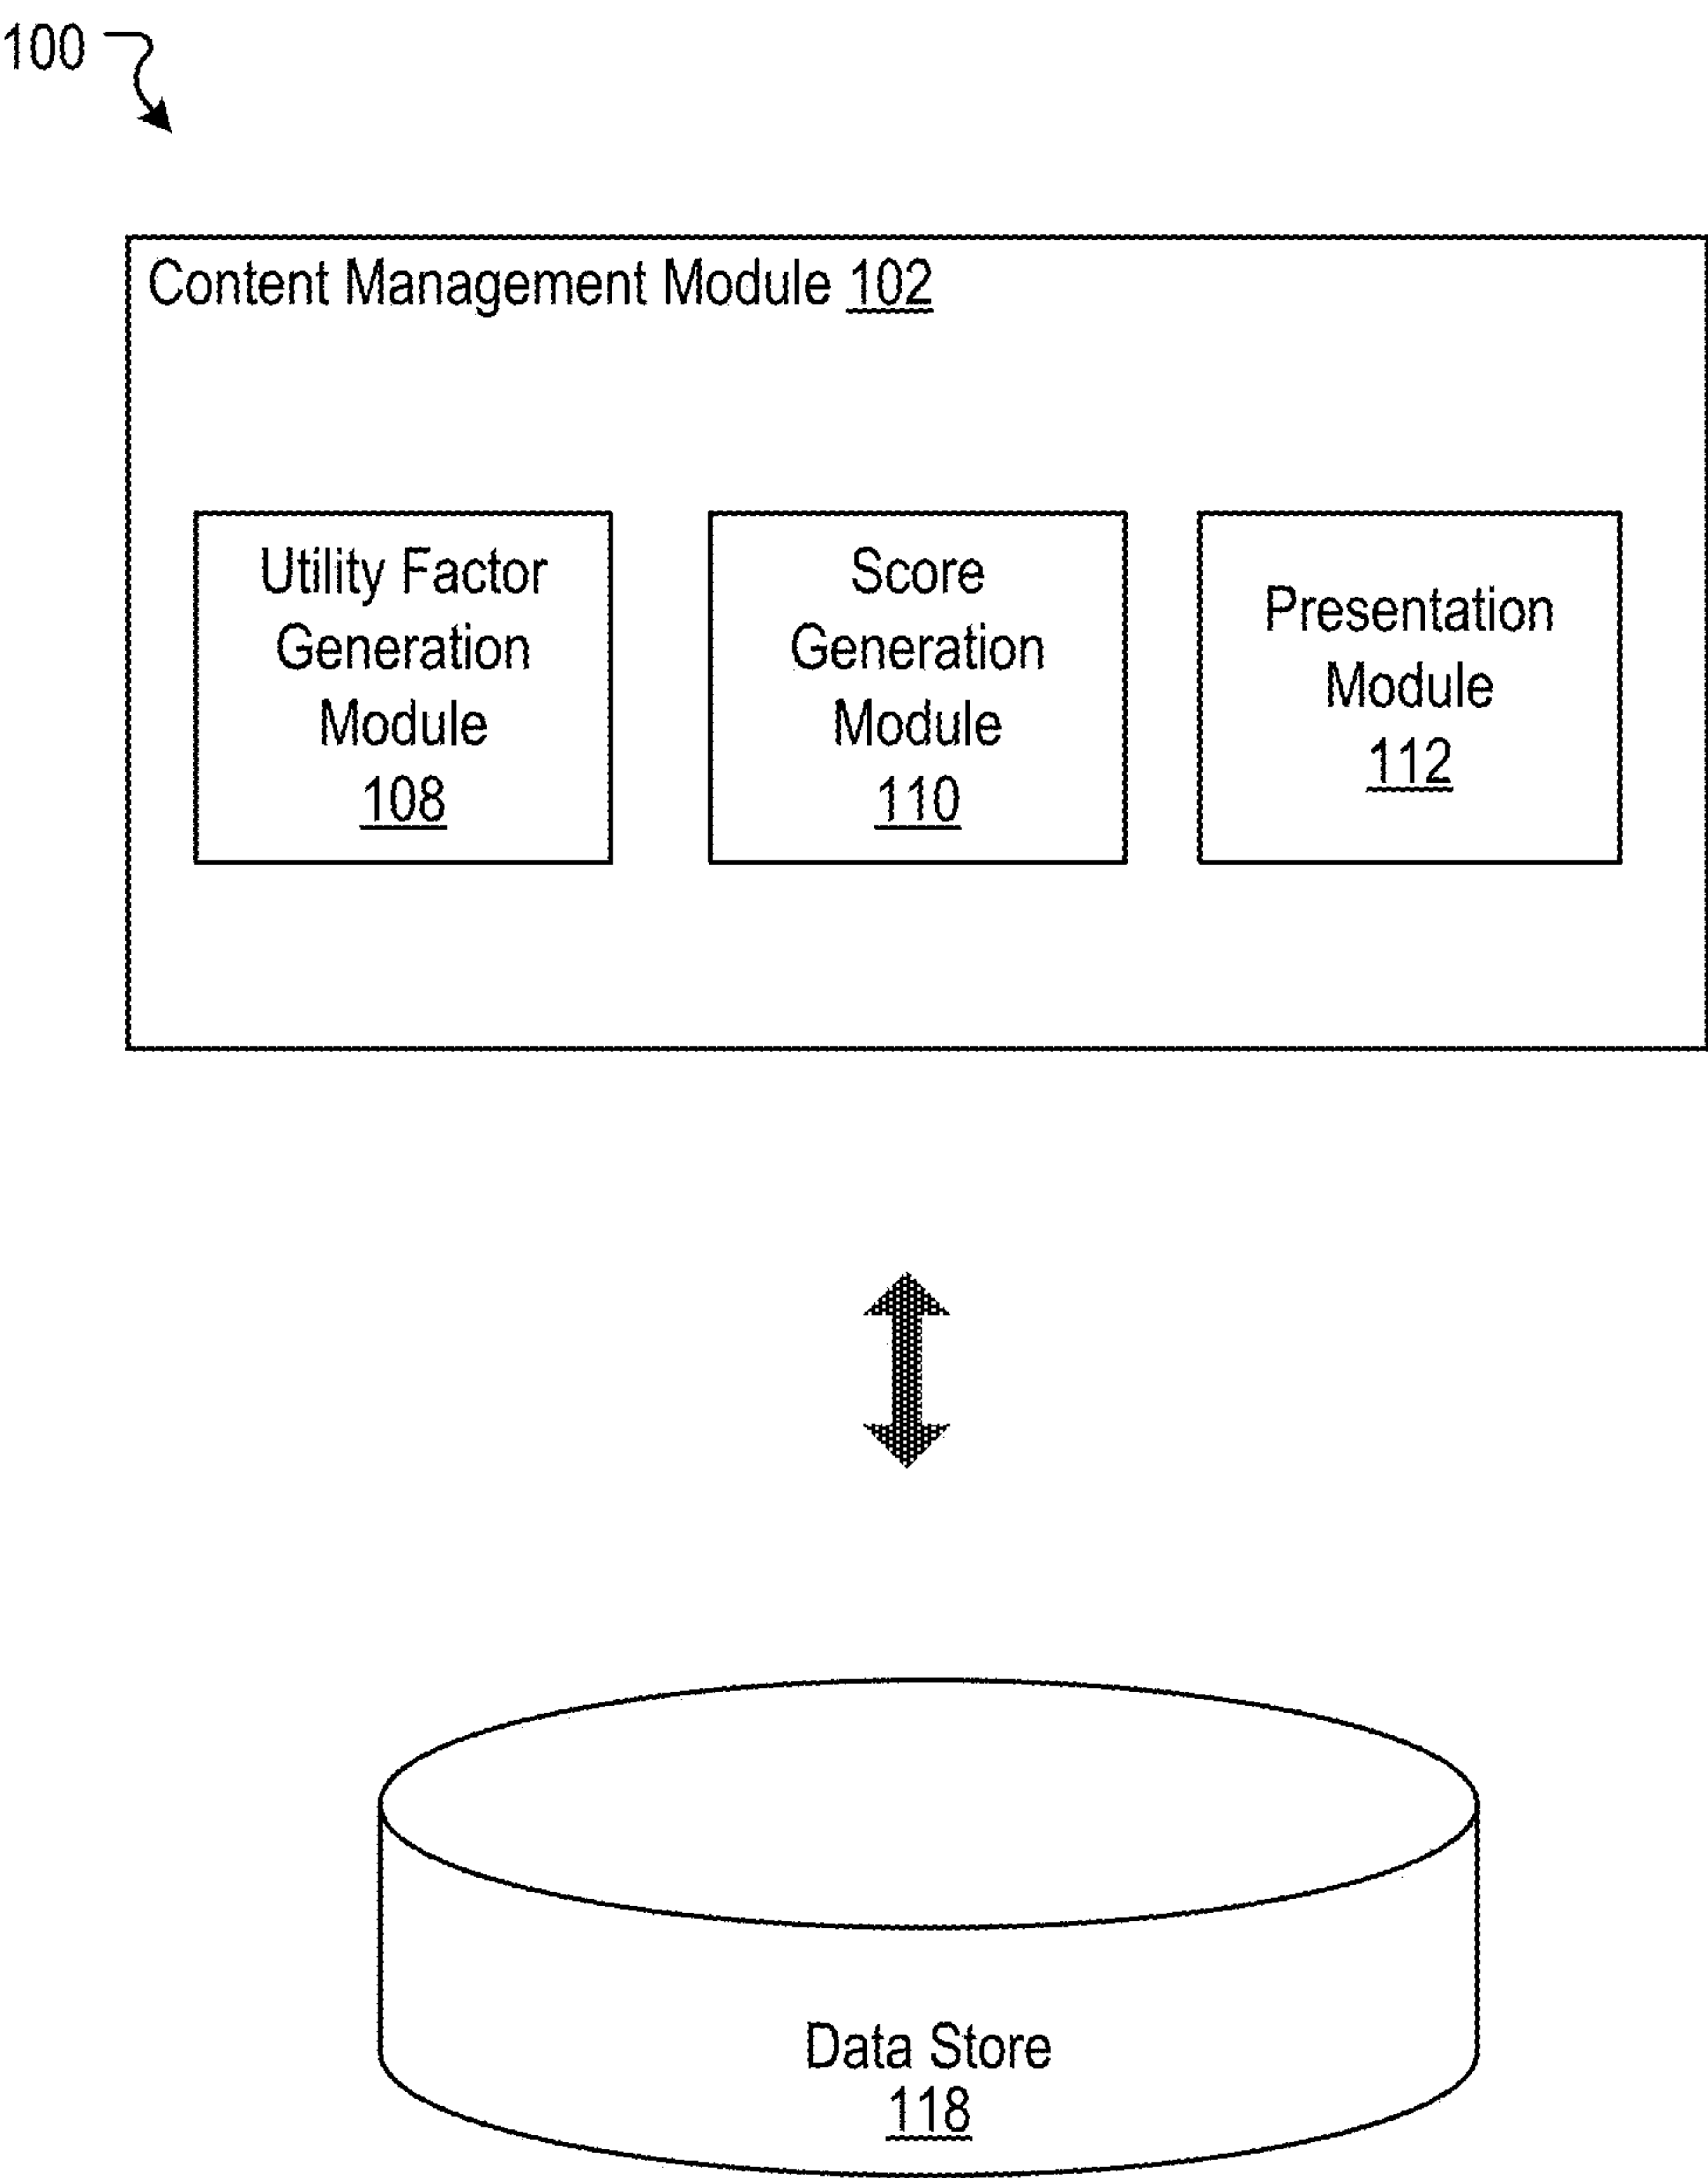 100
Content Management Module 102
Utility Factor
Generation
Module
108
Score
Generation
Module
110
Presentation
Module
112
Data Store
118